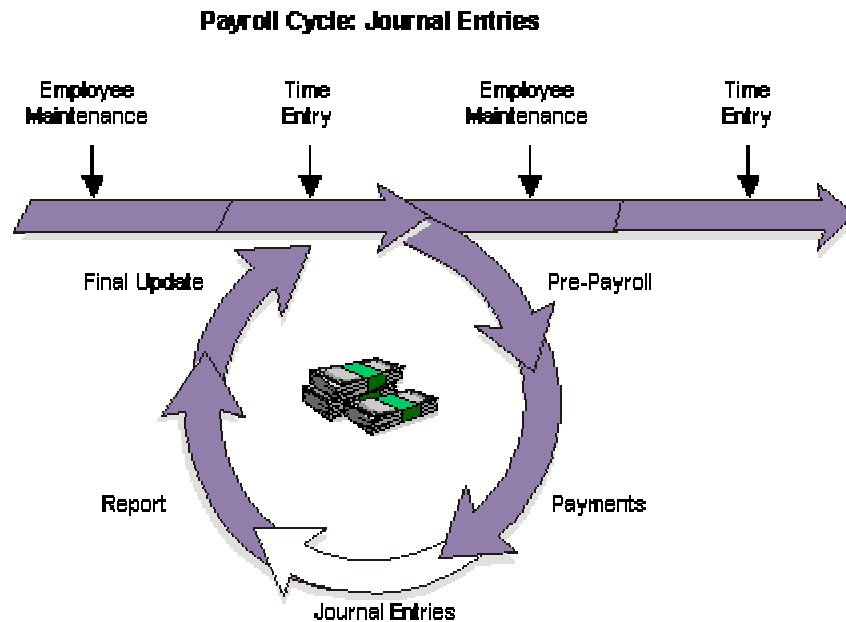 Payroll Cycle: Journal Entries
Employee
Maintenance
Time
Entry
Employee
Maintenance
Time
Entry
Final Update
Pre-Payroll
Report
Payments
Journal Entries